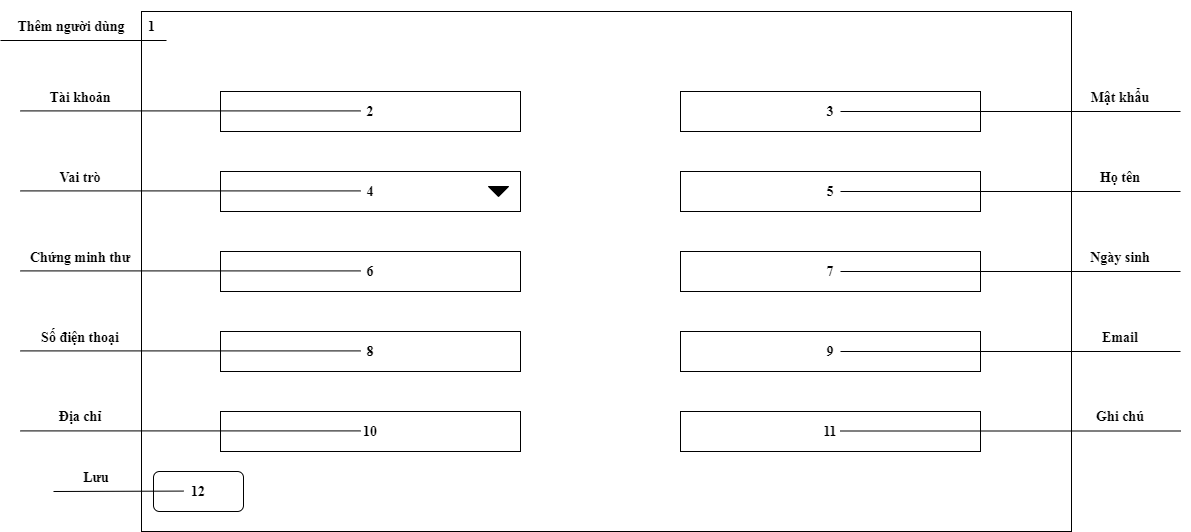 Thêm người dùng 1
Tài khoản 2 3 Mật khẩu
Vai trò 4 5 Họ tên
Chứng minh thư 6 7 Ngày sinh
Số điện thoại 8 9 Email
Địa chỉ 10 11 Ghi chú
Lưu 12